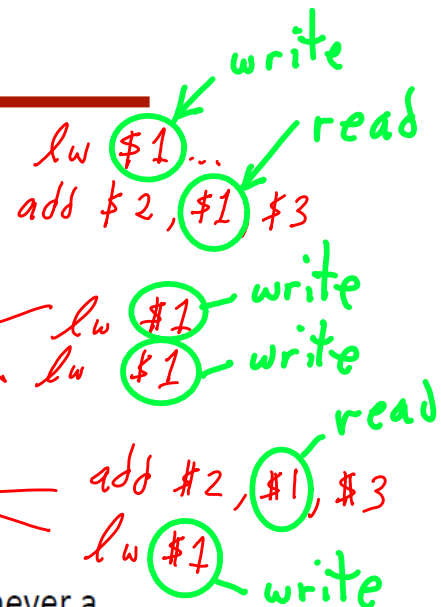 write
lw $1...
read
add $2, $1, $3
lw $1 write
lw $1 write
read
add $2, $1, $3
lw $1
write